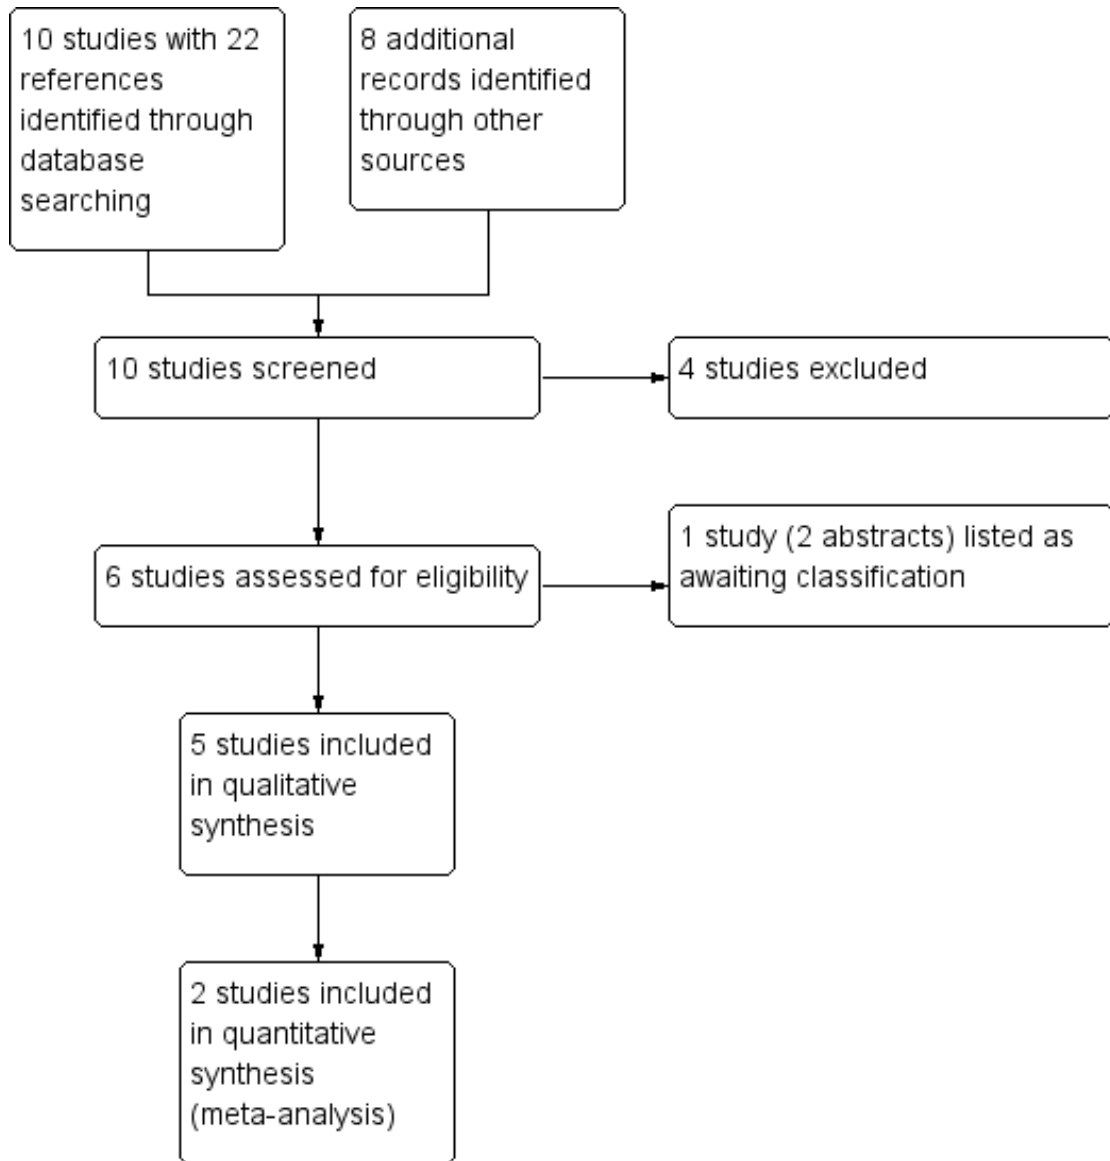 10 studies with 22
references
identified through
database
searching
8 additional
records identified
through other
sources
10 studies screened
4 studies excluded
6 studies assessed for eligibility
1 study (2 abstracts) listed as
awaiting classification
5 studies included
in qualitative
synthesis
2 studies included
in quantitative
synthesis
(meta-analysis)